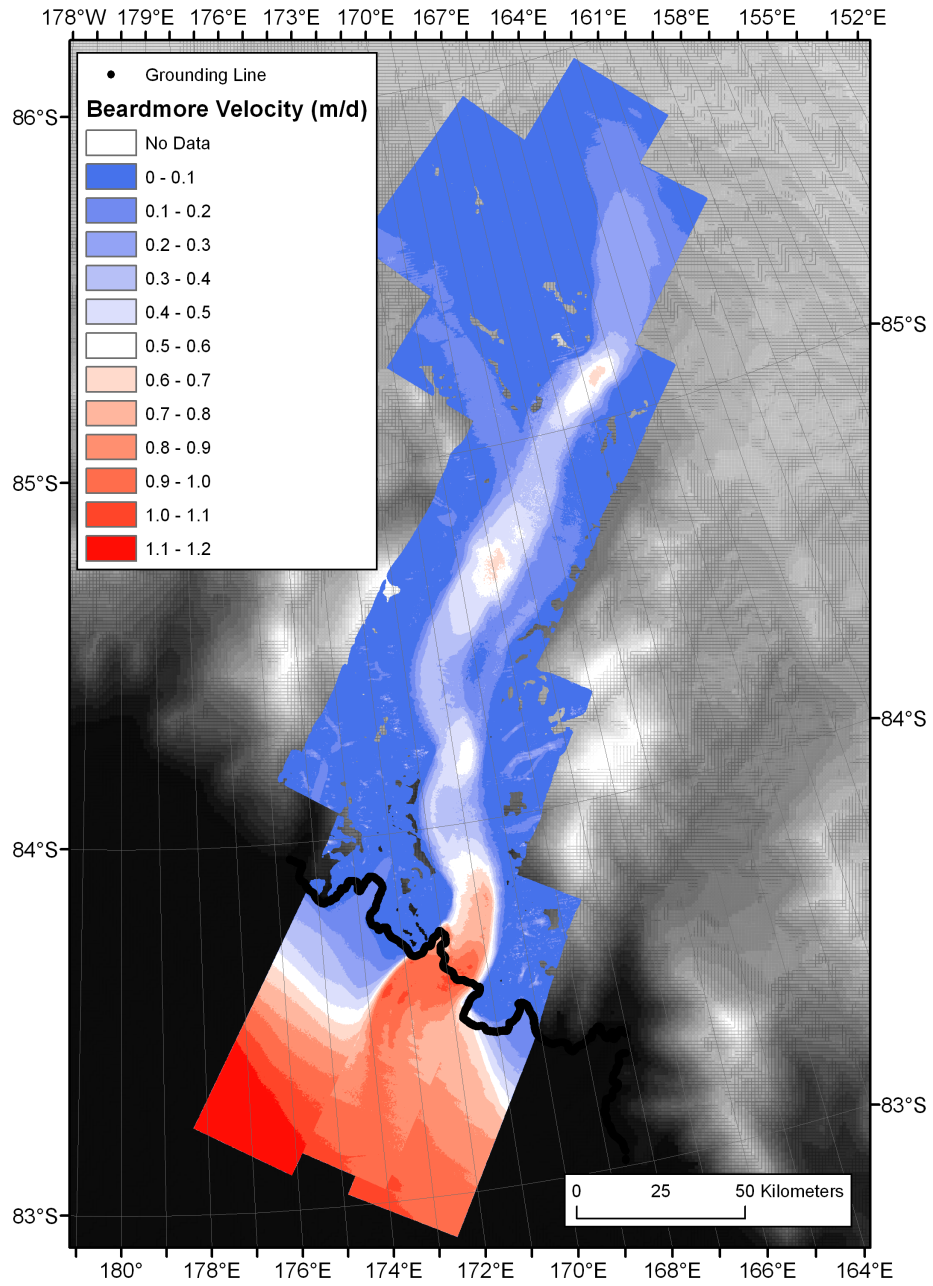 178°W 179°E 176°E 173°E 170°E 167°E 164°E 161°E 158°E 155°E 152°E
Grounding Line
Beardmore Velocity (m/d)
No Data
0 - 0.1
0.1 - 0.2
0.2 - 0.3
0.3 - 0.4
0.4 - 0.5
0.5 - 0.6
0.6 - 0.7
0.7 - 0.8
0.8 - 0.9
0.9 - 1.0
1.0 - 1.1
1.1 - 1.2
86°S
85°S
84°S
83°S
85°S
84°S
83°S
0 25 50 Kilometers
180° 178°E 176°E 174°E 172°E 170°E 168°E 166°E 164°E